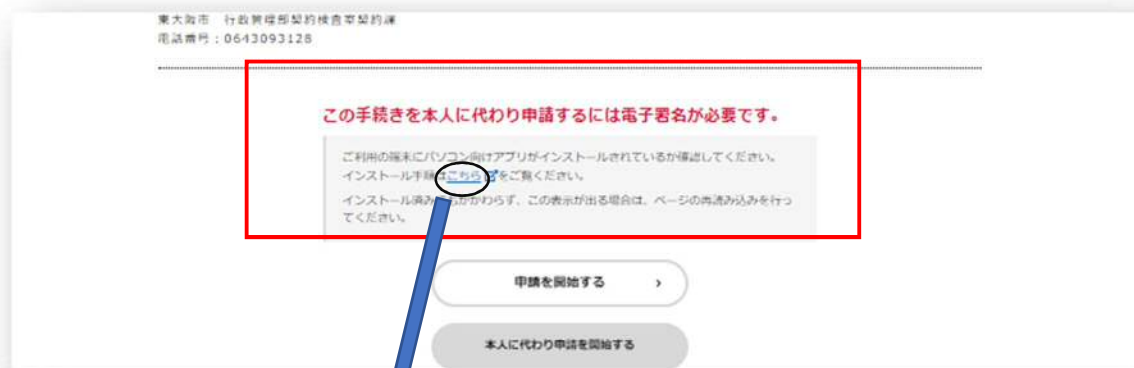 東大阪市　行政管理部契約検査室契約課
電話番号：0643093128
この手続きを本人に代わり申請するには電子署名が必要です。
ご利用の端末にパソコン向けアプリがインストールされているか確認してください。
インストール手順はこちらをご覧ください。
インストール済みにもかかわらず、この表示が出る場合は、ページの再読み込みを行っ
てください。
申請を開始する
本人に代わり申請を開始する